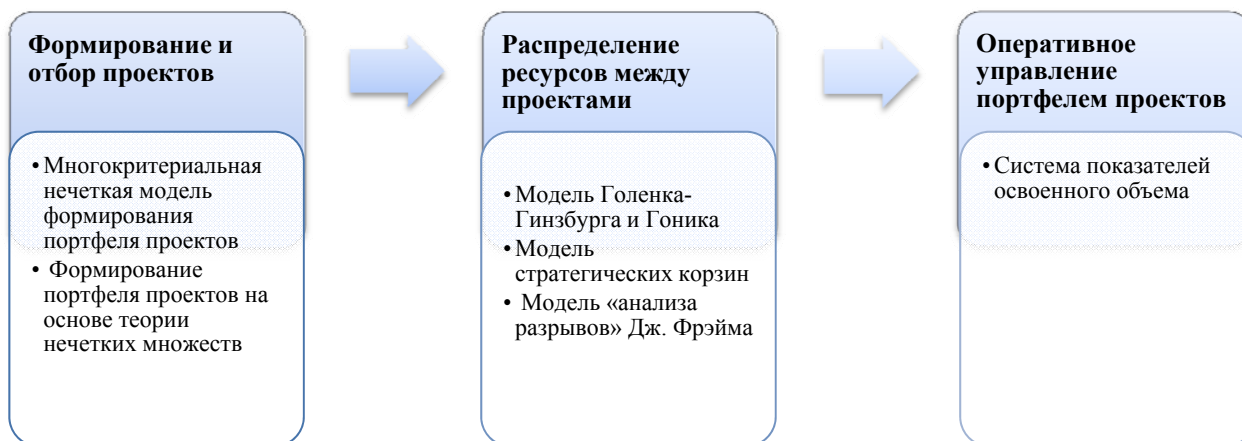 Формирование и
отбор проектов
• Многокритериальная
нечеткая модель
формирования
портфеля проектов
• Формирование
портфеля проектов на
основе теории
нечетких множеств
Распределение
ресурсов между
проектами
• Модель Голенка-
Гинзбурга и Гоника
• Модель
стратегических корзин
• Модель «анализа
разрывов» Дж. Фрэйма
Оперативное
управление
портфелем проектов
• Система показателей
освоенного объема